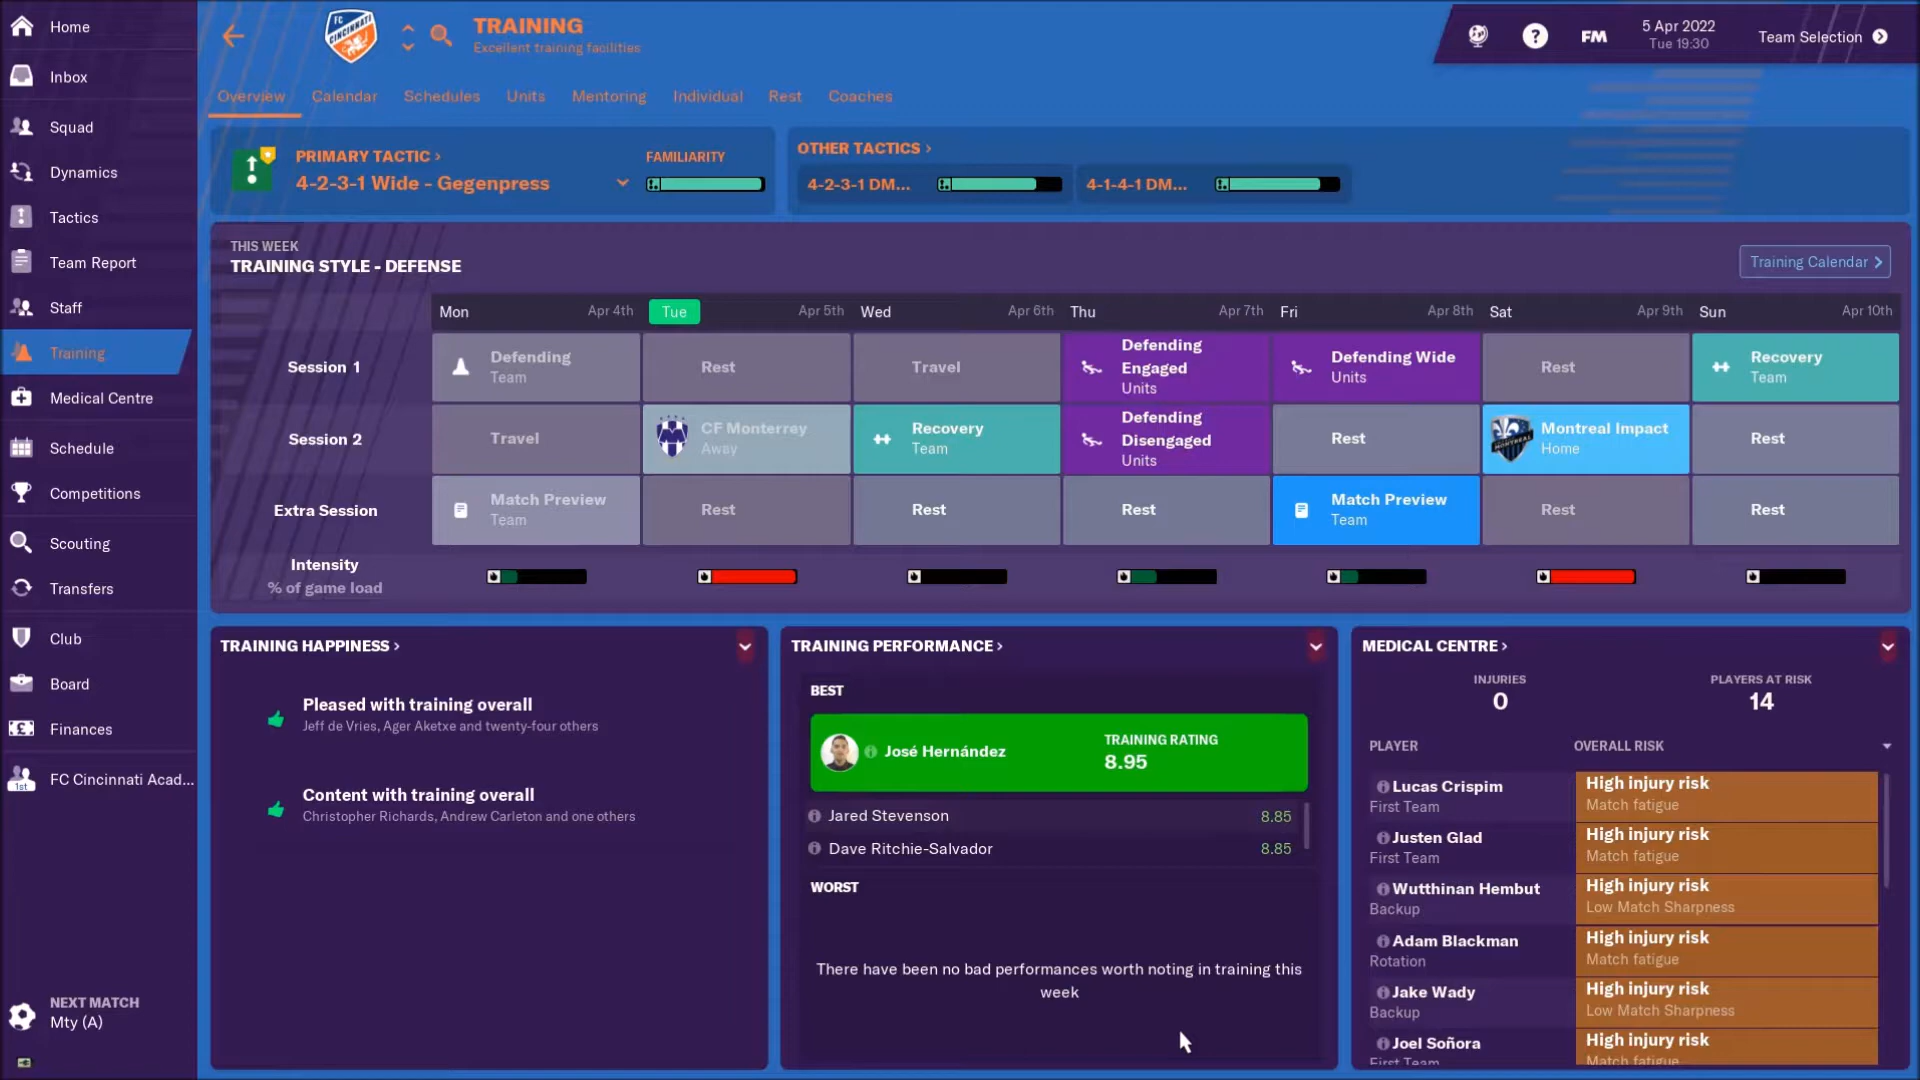 Home
Inbox
Squad
Dynamics
Tactics
Team Report
Staff
Training
Medical Centre
Schedule
Competitions
Scouting
Transfers
Club
Board
Finances
1st
FC Cincinnati Acad...
NEXT MATCH
Mty (A)
FC
CINCINNATI
TRAINING
Excellent training facilities
? FM
5 Apr 2022
Tue 19:30
Team Selection
Overview Calendar Schedules Units Mentoring Individual Rest Coaches
PRIMARY TACTIC >
4-2-3-1 Wide - Gegenpress
FAMILIARITY
OTHER TACTICS >
4-2-3-1 DM...
4-1-4-1 DM...
THIS WEEK
TRAINING STYLE - DEFENSE
Training Calendar >
Mon Apr 4th Tue Apr 5th Wed Apr 6th Thu Apr 7th Fri Apr 8th Sat Apr 9th Sun Apr 10th
Session 1
Defending
Team
Rest
Travel
Defending
Engaged
Units
Defending Wide
Units
Rest
Recovery
Team
Session 2
Travel
CF Monterrey
Away
Recovery
Team
Defending
Disengaged
Units
Rest
MONTREAL
Montreal Impact
Home
Rest
Extra Session
Match Preview
Team
Rest
Rest
Rest
Match Preview
Team
Rest
Rest
Intensity
% of game load
TRAINING HAPPINESS >
Pleased with training overall
Jeff de Vries, Ager Aketxe and twenty-four others
Content with training overall
Christopher Richards, Andrew Carleton and one others
TRAINING PERFORMANCE >
BEST
José Hernández
TRAINING RATING
8.95
Jared Stevenson 8.85
Dave Ritchie-Salvador 8.85
WORST
There have been no bad performances worth noting in training this
week
MEDICAL CENTRE >
INJURIES
0
PLAYERS AT RISK
14
PLAYER OVERALL RISK
Lucas Crispim
First Team
High injury risk
Match fatigue
Justen Glad
First Team
High injury risk
Match fatigue
Wutthinan Hembut
Backup
High injury risk
Low Match Sharpness
Adam Blackman
Rotation
High injury risk
Match fatigue
Jake Wady
Backup
High injury risk
Low Match Sharpness
Joel Soñora
First Team
High injury risk
Match fatigue